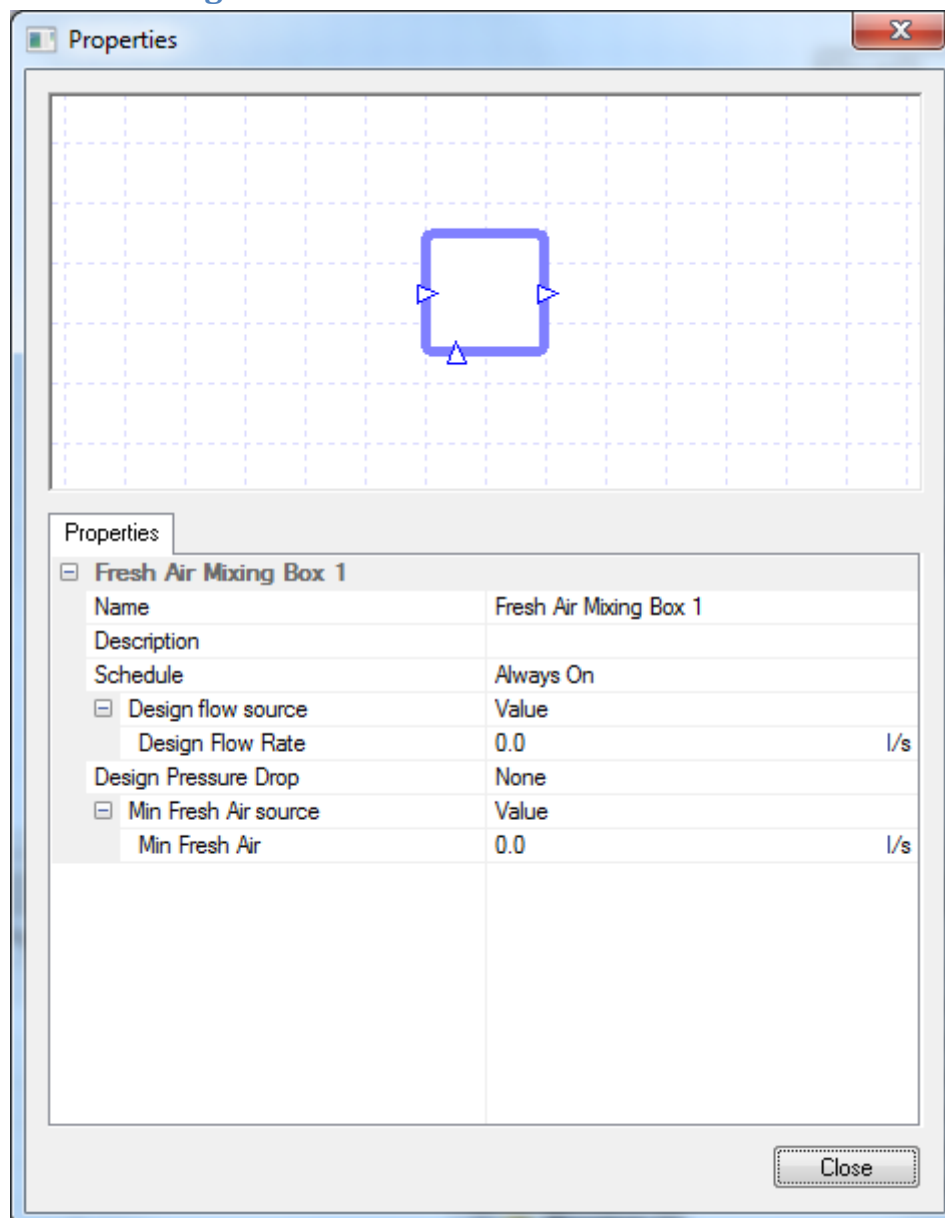 g
Properties
Properties
Fresh Air Mixing Box 1
Name Fresh Air Mixing Box 1
Description
Schedule Always On
Design flow source Value
Design Flow Rate 0.0 l/s
Design Pressure Drop None
Min Fresh Air source Value
Min Fresh Air 0.0 l/s
Close